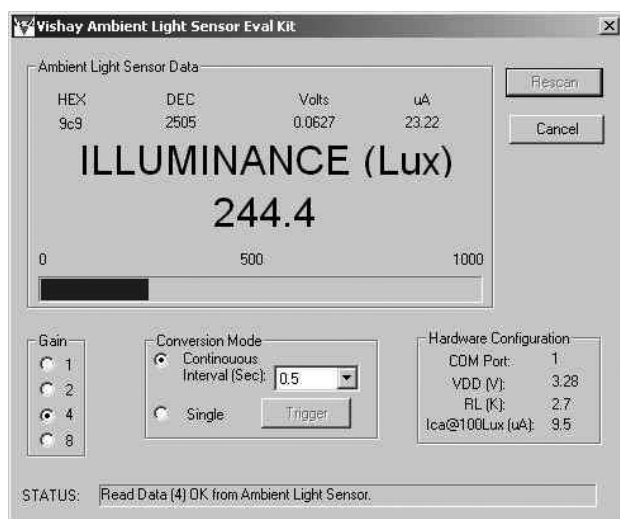 Vishay Ambient Light Sensor Eval Kit
Ambient Light Sensor Data
HEX DEC Volts uA
9c9 2505 0.0627 23.22
ILLUMINANCE (Lux)
244.4
0 500 1000
Rescan
Cancel
Gain
1
2
4
8
Conversion Mode
Continouous
Interval (Sec): 0.5
Single Trigger
Hardware Configuration
COM Port: 1
VDD (V): 3.28
RL (K): 2.7
Ica@100Lux (uA): 9.5
STATUS: Read Data (4) OK from Ambient Light Sensor.